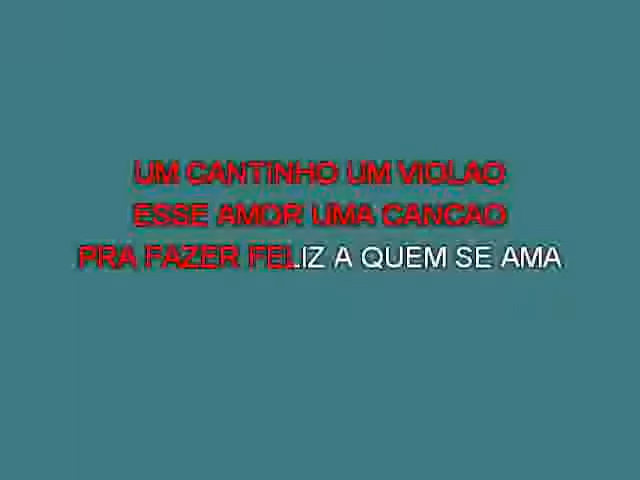 UM CANTINHO UM VIOLAO
ESSE AMOR UMA CANCAO
PRA FAZER FELIZ A QUEM SE AMA